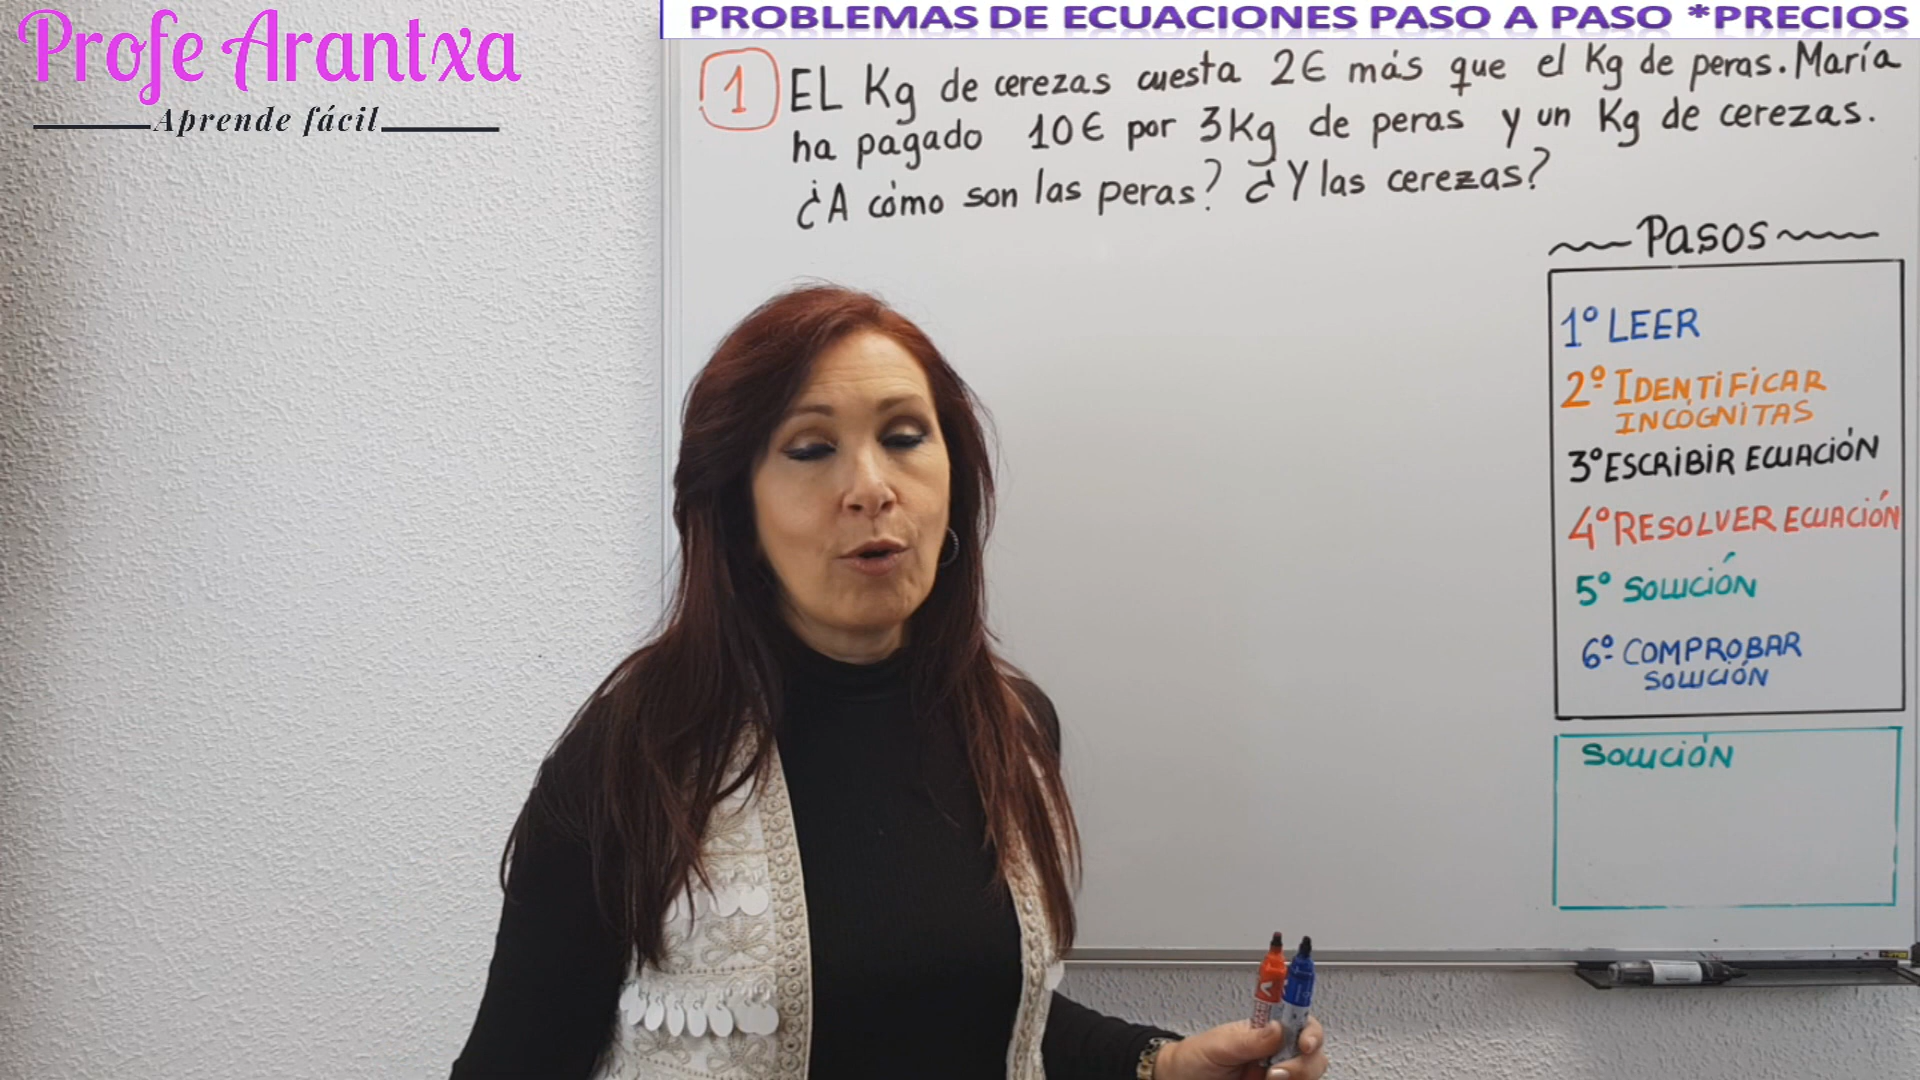 Profe Arantxa
Aprende fácil
PROBLEMAS DE ECUACIONES PASO A PASO *PRECIOS
1 EL Kg de cerezas cuesta 2€ más que el Kg de peras. María
ha pagado 10€ por 3Kg de peras y un Kg de cerezas.
¿A cómo son las peras? ¿Y las cerezas?
Pasos
1º LEER
2º IDENTIFICAR
INCÓGNITAS
3º ESCRIBIR ECUACIÓN
4º RESOLVER ECUACIÓN
5º SOLUCIÓN
6º COMPROBAR
SOLUCIÓN
SOLUCIÓN